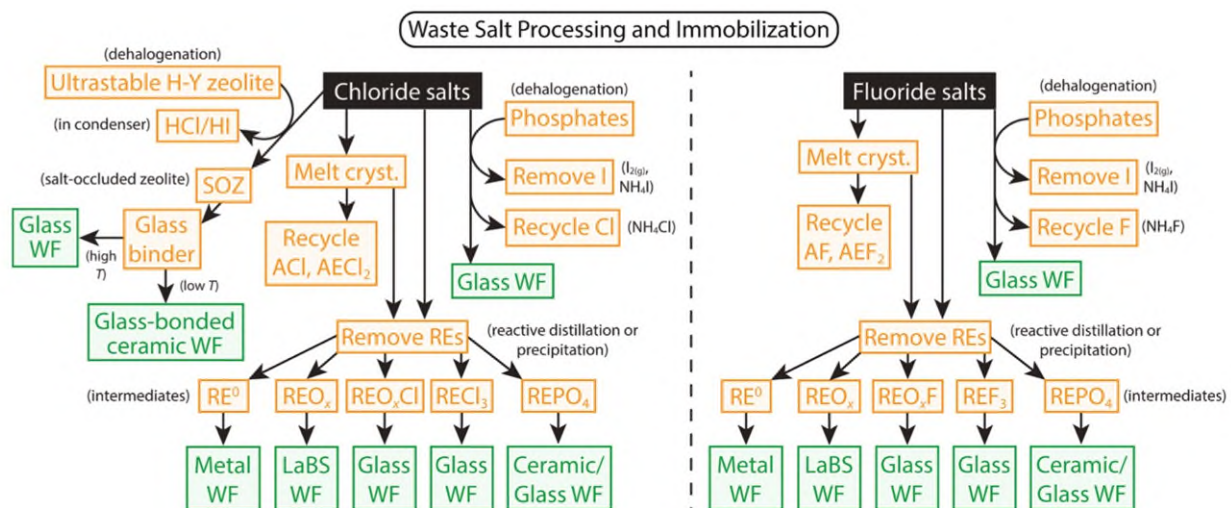 Waste Salt Processing and Immobilization
(dehalogenation)
Ultrastable H-Y zeolite
(in condenser)
HCl/HI
(salt-occluded zeolite)
SOZ
Glass
WF
(high
T)
Glass
binder
(low T)
Glass-bonded
ceramic WF
Chloride salts
Melt cryst.
Recycle
ACl, AECl₂
(dehalogenation)
Phosphates
Remove I
(I₂(g),
NH₄I)
Recycle Cl
(NH₄Cl)
Glass WF
Remove REs
(reactive distillation or
precipitation)
(intermediates)
RE⁰
REOₓ
REOₓCl
RECl₃
REPO₄
Metal
WF
LaBS
WF
Glass
WF
Glass
WF
Ceramic/
Glass WF
Fluoride salts
Melt cryst.
Recycle
AF, AEF₂
(dehalogenation)
Phosphates
Remove I
(I₂(g),
NH₄I)
Recycle F
(NH₄F)
Glass WF
Remove REs
(reactive distillation or
precipitation)
RE⁰
REOₓ
REOₓF
REF₃
REPO₄
(intermediates)
Metal
WF
LaBS
WF
Glass
WF
Glass
WF
Ceramic/
Glass WF